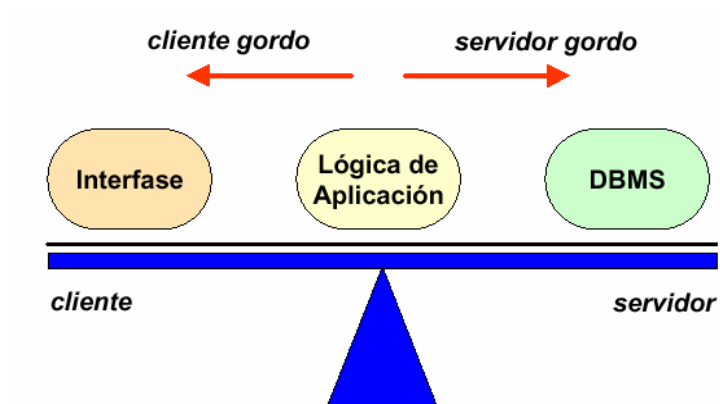 cliente gordo
servidor gordo
Interfase
Lógica de
Aplicación
DBMS
cliente
servidor